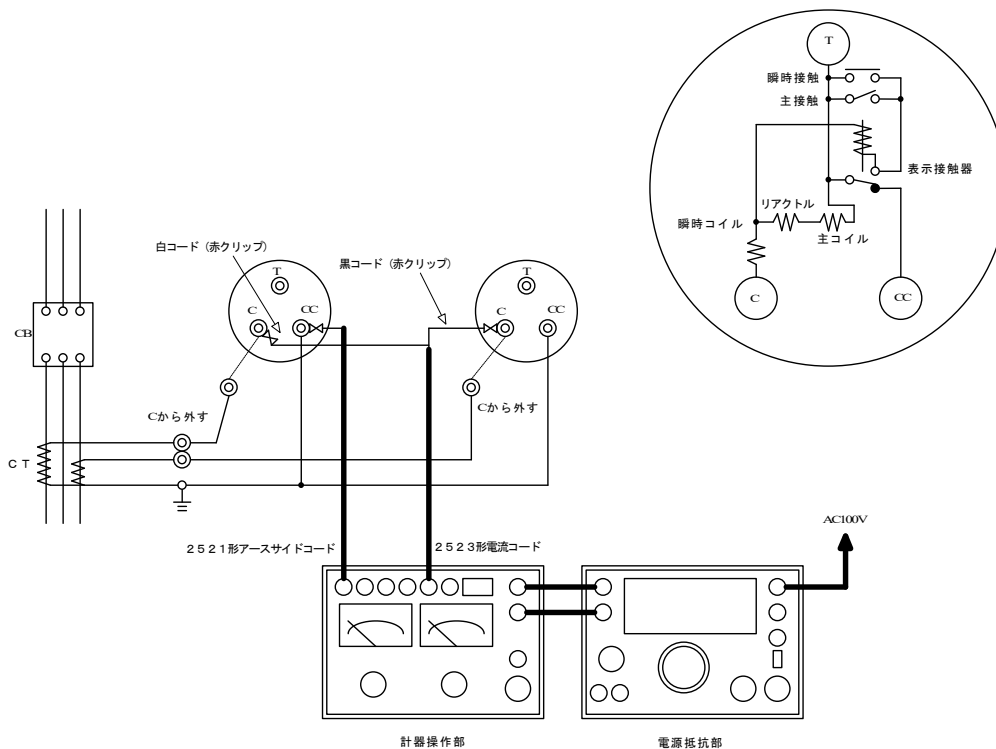 T
瞬時接触
主接触
表示接触器
リアクトル
瞬時コイル
主コイル
C
CC
白コード（赤クリップ）
黒コード（赤クリップ）
T
C
CC
T
C
CC
CB
Cから外す
Cから外す
ＣＴ
AC100V
２５２１形アースサイドコード
２５２３形電流コード
計器操作部
電源抵抗部